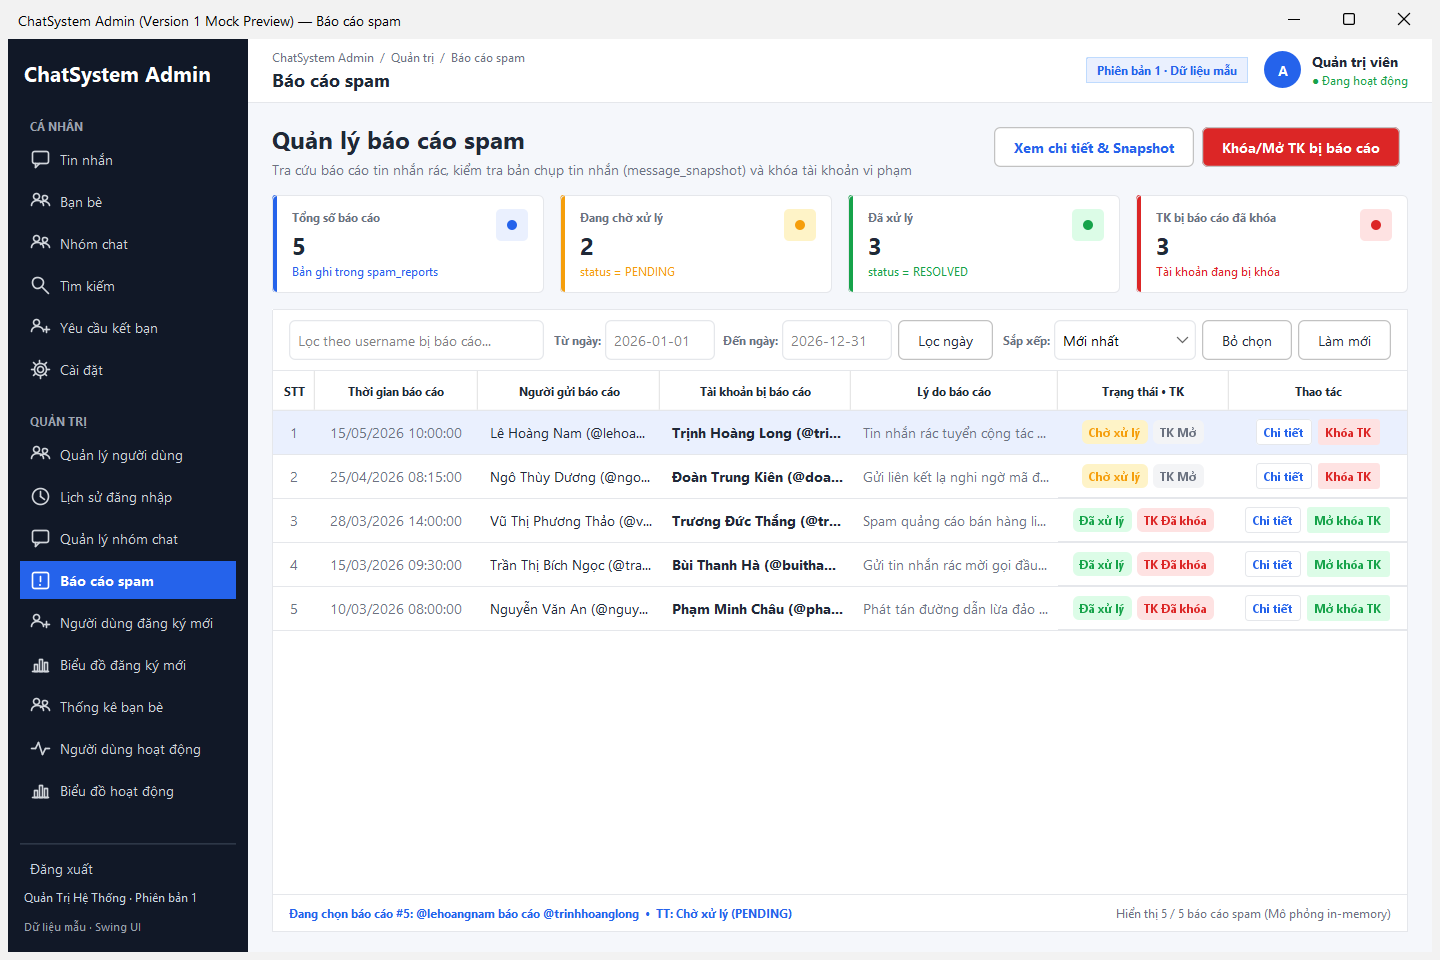 ChatSystem Admin (Version 1 Mock Preview) — Báo cáo spam
ChatSystem Admin
CÁ NHÂN
Tin nhắn
Bạn bè
Nhóm chat
Tìm kiếm
Yêu cầu kết bạn
Cài đặt
QUẢN TRỊ
Quản lý người dùng
Lịch sử đăng nhập
Quản lý nhóm chat
Báo cáo spam
Người dùng đăng ký mới
Biểu đồ đăng ký mới
Thống kê bạn bè
Người dùng hoạt động
Biểu đồ hoạt động
Đăng xuất
Quản Trị Hệ Thống · Phiên bản 1
Dữ liệu mẫu · Swing UI
ChatSystem Admin / Quản trị / Báo cáo spam
Báo cáo spam
Phiên bản 1 · Dữ liệu mẫu
A
Quản trị viên
● Đang hoạt động
Quản lý báo cáo spam
Tra cứu báo cáo tin nhắn rác, kiểm tra bản chụp tin nhắn (message_snapshot) và khóa tài khoản vi phạm
Xem chi tiết & Snapshot
Khóa/Mở TK bị báo cáo
Tổng số báo cáo
5
Bản ghi trong spam_reports
Đang chờ xử lý
2
status = PENDING
Đã xử lý
3
status = RESOLVED
TK bị báo cáo đã khóa
3
Tài khoản đang bị khóa
Lọc theo username bị báo cáo... Từ ngày: 2026-01-01 Đến ngày: 2026-12-31 Lọc ngày Sắp xếp: Mới nhất Bỏ chọn Làm mới
STT Thời gian báo cáo Người gửi báo cáo Tài khoản bị báo cáo Lý do báo cáo Trạng thái • TK Thao tác
1 15/05/2026 10:00:00 Lê Hoàng Nam (@lehoa... Trịnh Hoàng Long (@tri... Tin nhắn rác tuyển cộng tác ... Chờ xử lý TK Mở Chi tiết Khóa TK
2 25/04/2026 08:15:00 Ngô Thùy Dương (@ngo... Đoàn Trung Kiên (@doa... Gửi liên kết lạ nghi ngờ mã đ... Chờ xử lý TK Mở Chi tiết Khóa TK
3 28/03/2026 14:00:00 Vũ Thị Phương Thảo (@v... Trương Đức Thắng (@tr... Spam quảng cáo bán hàng li... Đã xử lý TK Đã khóa Chi tiết Mở khóa TK
4 15/03/2026 09:30:00 Trần Thị Bích Ngọc (@tra... Bùi Thanh Hà (@buitha... Gửi tin nhắn rác mời gọi đầu... Đã xử lý TK Đã khóa Chi tiết Mở khóa TK
5 10/03/2026 08:00:00 Nguyễn Văn An (@nguy... Phạm Minh Châu (@pha... Phát tán đường dẫn lừa đảo ... Đã xử lý TK Đã khóa Chi tiết Mở khóa TK
Đang chọn báo cáo #5: @lehoangnam báo cáo @trinhhoanglong • TT: Chờ xử lý (PENDING)
Hiển thị 5 / 5 báo cáo spam (Mô phỏng in-memory)